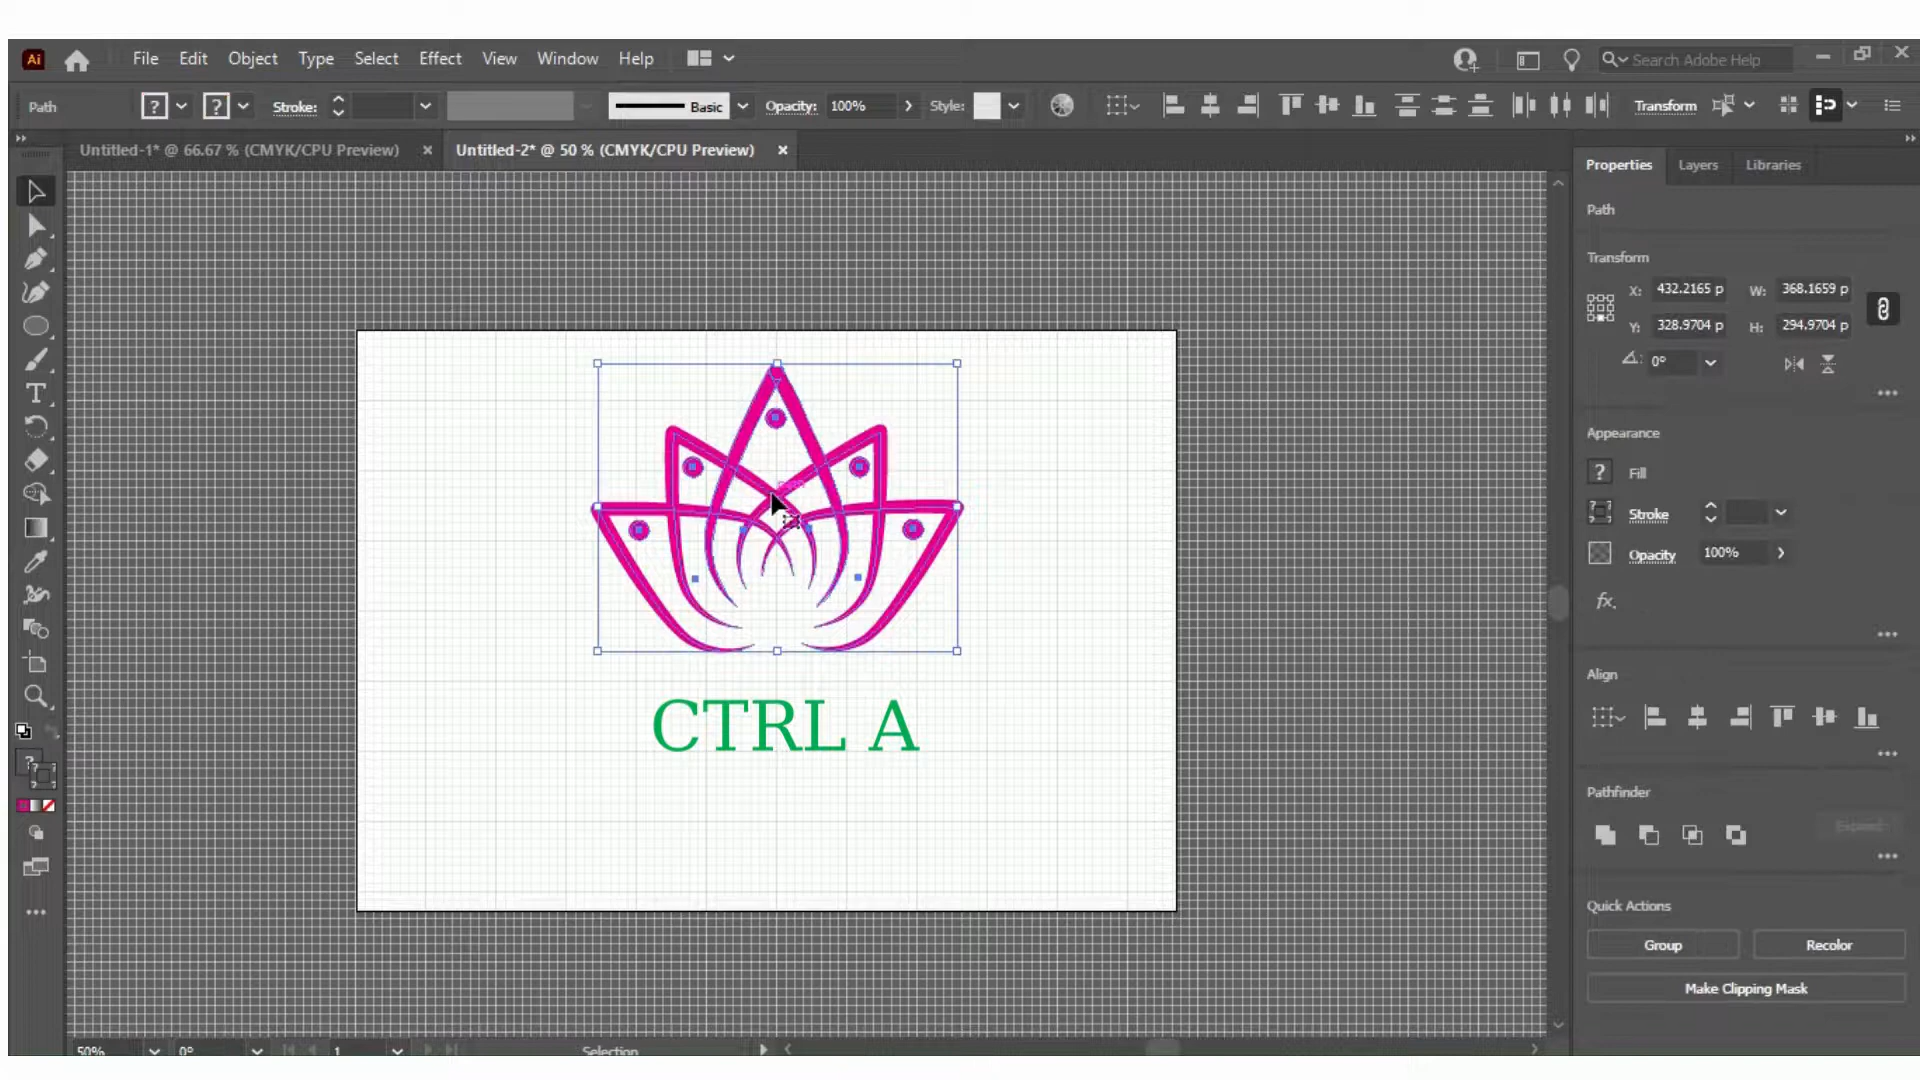 Ai File Edit Object Type Select Effect View Window Help Search Adobe Help
Path ? ? Stroke: Basic Opacity: 100% Style: Transform
Untitled-1* @ 66.67 % (CMYK/CPU Preview) × Untitled-2* @ 50 % (CMYK/CPU Preview) ×
Properties Layers Libraries
Path
Transform
X: 432.2165 p W: 368.1659 p
Y: 328.9704 p H: 294.9704 p
0°
Appearance
? Fill
Stroke
Opacity 100%
fx.
Align
Pathfinder
Expand
Quick Actions
Group Recolor
Make Clipping Mask
CTRL A
50% 0° 1 Selection